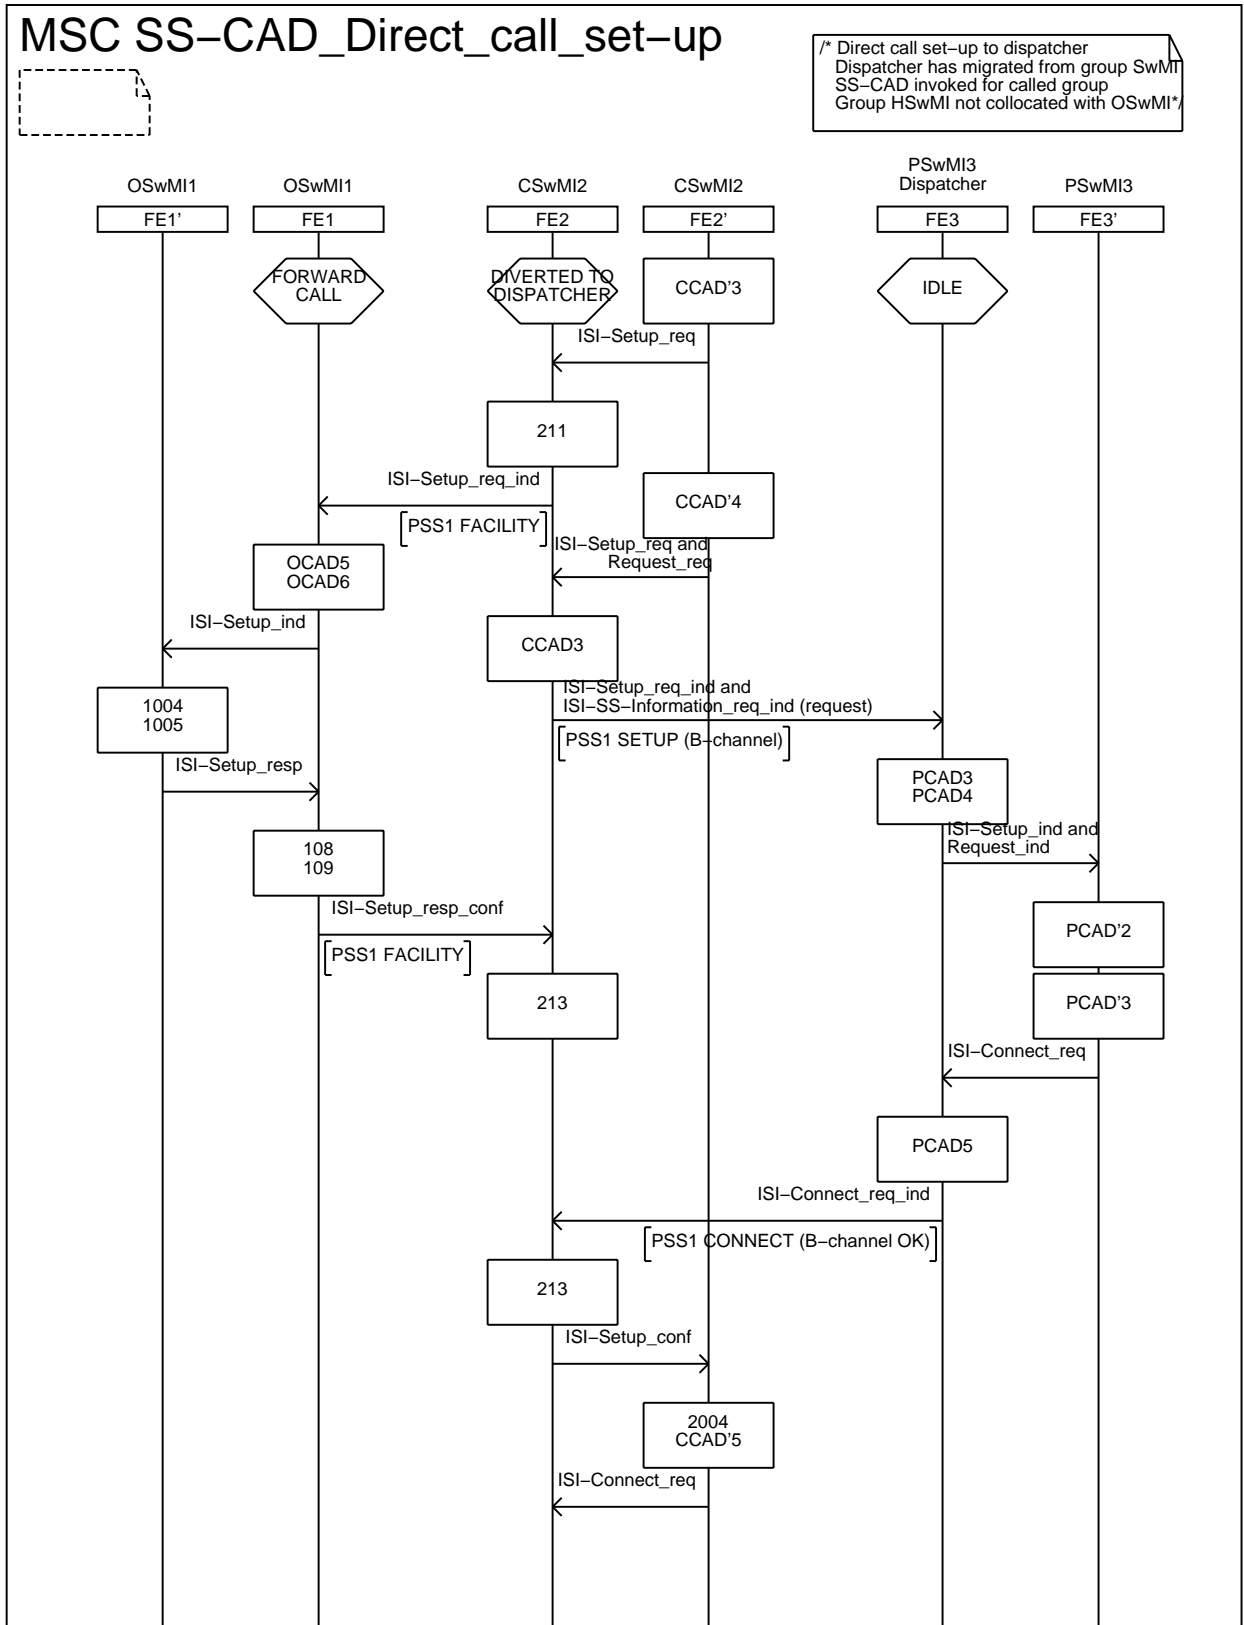 MSC SS−CAD_Direct_call_set−up
/* Direct call set−up to dispatcher
Dispatcher has migrated from group SwMI
SS−CAD invoked for called group
Group HSwMI not collocated with OSwMI*/
OSwMI1
OSwMI1
CSwMI2
CSwMI2
PSwMI3
Dispatcher
PSwMI3
FE1'
FE1
FE2
FE2'
FE3
FE3'
FORWARD
CALL
DIVERTED TO
DISPATCHER
CCAD'3
IDLE
ISI−Setup_req
211
ISI−Setup_req_ind
CCAD'4
PSS1 FACILITY
ISI−Setup_req and
Request_req
OCAD5
OCAD6
ISI−Setup_ind
CCAD3
ISI−Setup_req_ind and
ISI−SS−Information_req_ind (request)
1004
1005
PSS1 SETUP (B−channel)
ISI−Setup_resp
PCAD3
PCAD4
ISI−Setup_ind and
Request_ind
108
109
ISI−Setup_resp_conf
PCAD'2
PSS1 FACILITY
213
PCAD'3
ISI−Connect_req
PCAD5
ISI−Connect_req_ind
PSS1 CONNECT (B−channel OK)
213
ISI−Setup_conf
2004
CCAD'5
ISI−Connect_req